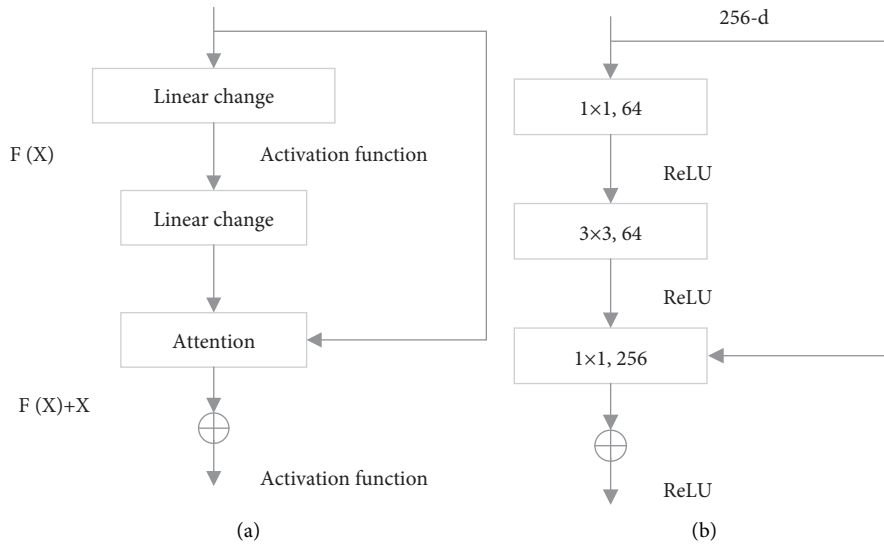 Linear change
F (X)
Activation function
Linear change
Attention
F (X)+X
Activation function
(a)
256-d
1×1, 64
ReLU
3×3, 64
ReLU
1×1, 256
ReLU
(b)